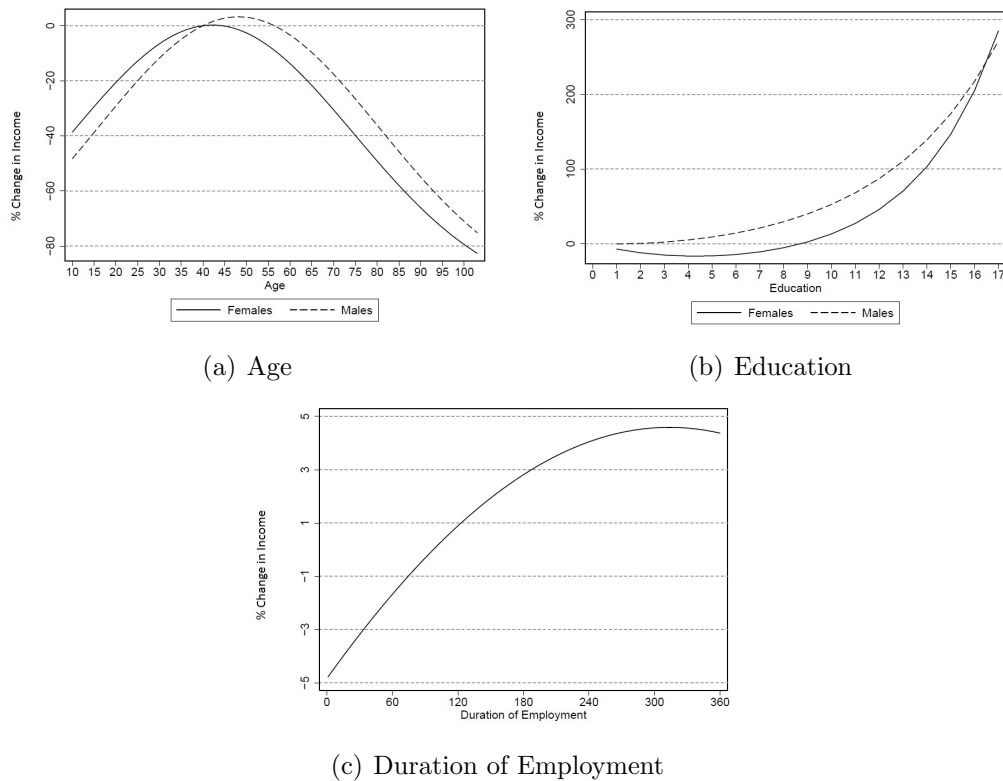 % Change in Income
0
-20
-40
-60
-80
10 15 20 25 30 35 40 45 50 55 60 65 70 75 80 85 90 95 100
Age
Females Males
(a) Age
% Change in Income
300
200
100
0
0 1 2 3 4 5 6 7 8 9 10 11 12 13 14 15 16 17
Education
Females Males
(b) Education
% Change in Income
5
3
1
-1
-3
-5
0 60 120 180 240 300 360
Duration of Employment
(c) Duration of Employment